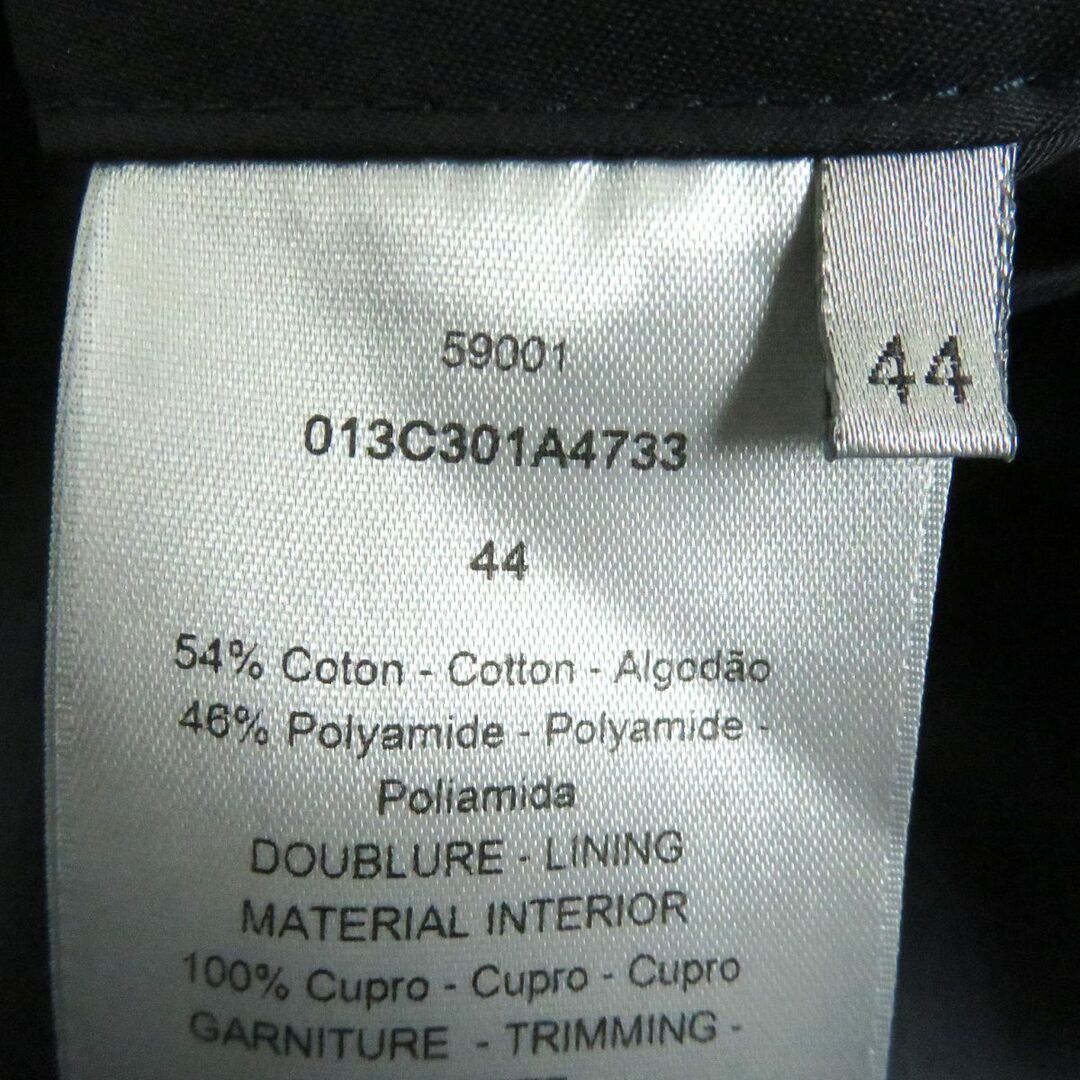 59001
013C301A4733
44
44
54% Coton - Cotton - Algodão
46% Polyamide - Polyamide -
Poliamida
DOUBLURE - LINING
MATERIAL INTERIOR
100% Cupro - Cupro - Cupro
GARNITURE - TRIMMING -